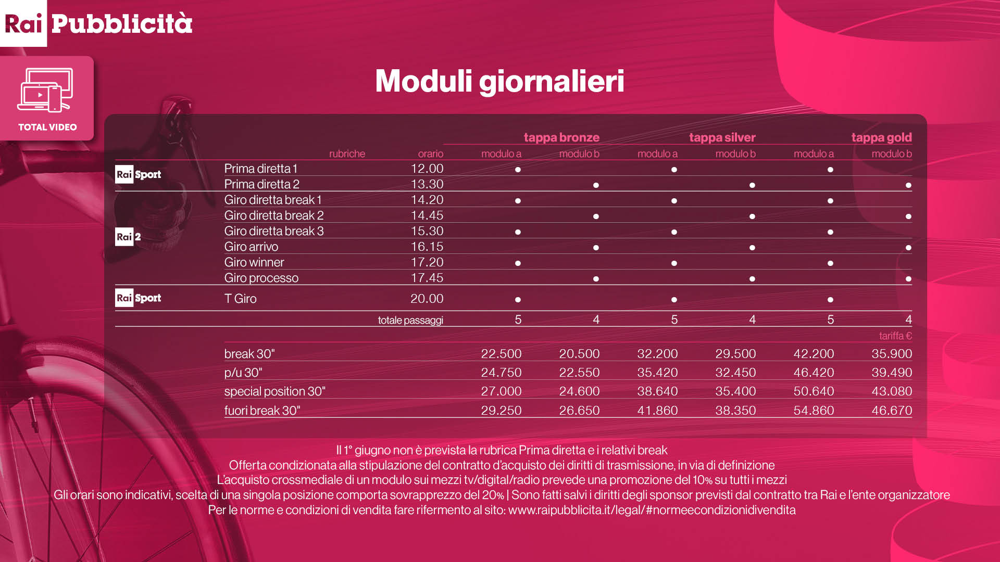 Rai Pubblicità
TOTAL VIDEO
Moduli giornalieri
tappa bronze tappa silver tappa gold
rubriche orario modulo a modulo b modulo a modulo b modulo a modulo b
Rai Sport
Prima diretta 1 12.00 • • •
Prima diretta 2 13.30 • • •
Rai 2
Giro diretta break 1 14.20 • • •
Giro diretta break 2 14.45 • • •
Giro diretta break 3 15.30 • • •
Giro arrivo 16.15 • • •
Giro winner 17.20 • • •
Giro processo 17.45 • • •
Rai Sport T Giro 20.00 • • •
totale passaggi 5 4 5 4 5 4
tariffa €
break 30" 22.500 20.500 32.200 29.500 42.200 35.900
p/u 30" 24.750 22.550 35.420 32.450 46.420 39.490
special position 30" 27.000 24.600 38.640 35.400 50.640 43.080
fuori break 30" 29.250 26.650 41.860 38.350 54.860 46.670
Il 1° giugno non è prevista la rubrica Prima diretta e i relativi break
Offerta condizionata alla stipulazione del contratto d'acquisto dei diritti di trasmissione, in via di definizione
L'acquisto crossmediale di un modulo sui mezzi tv/digital/radio prevede una promozione del 10% su tutti i mezzi
Gli orari sono indicativi, scelta di una singola posizione comporta sovrapprezzo del 20% | Sono fatti salvi i diritti degli sponsor previsti dal contratto tra Rai e l'ente organizzatore
Per le norme e condizioni di vendita fare rifermento al sito: www.raipubblicita.it/legal/#normeecondizionidivendita